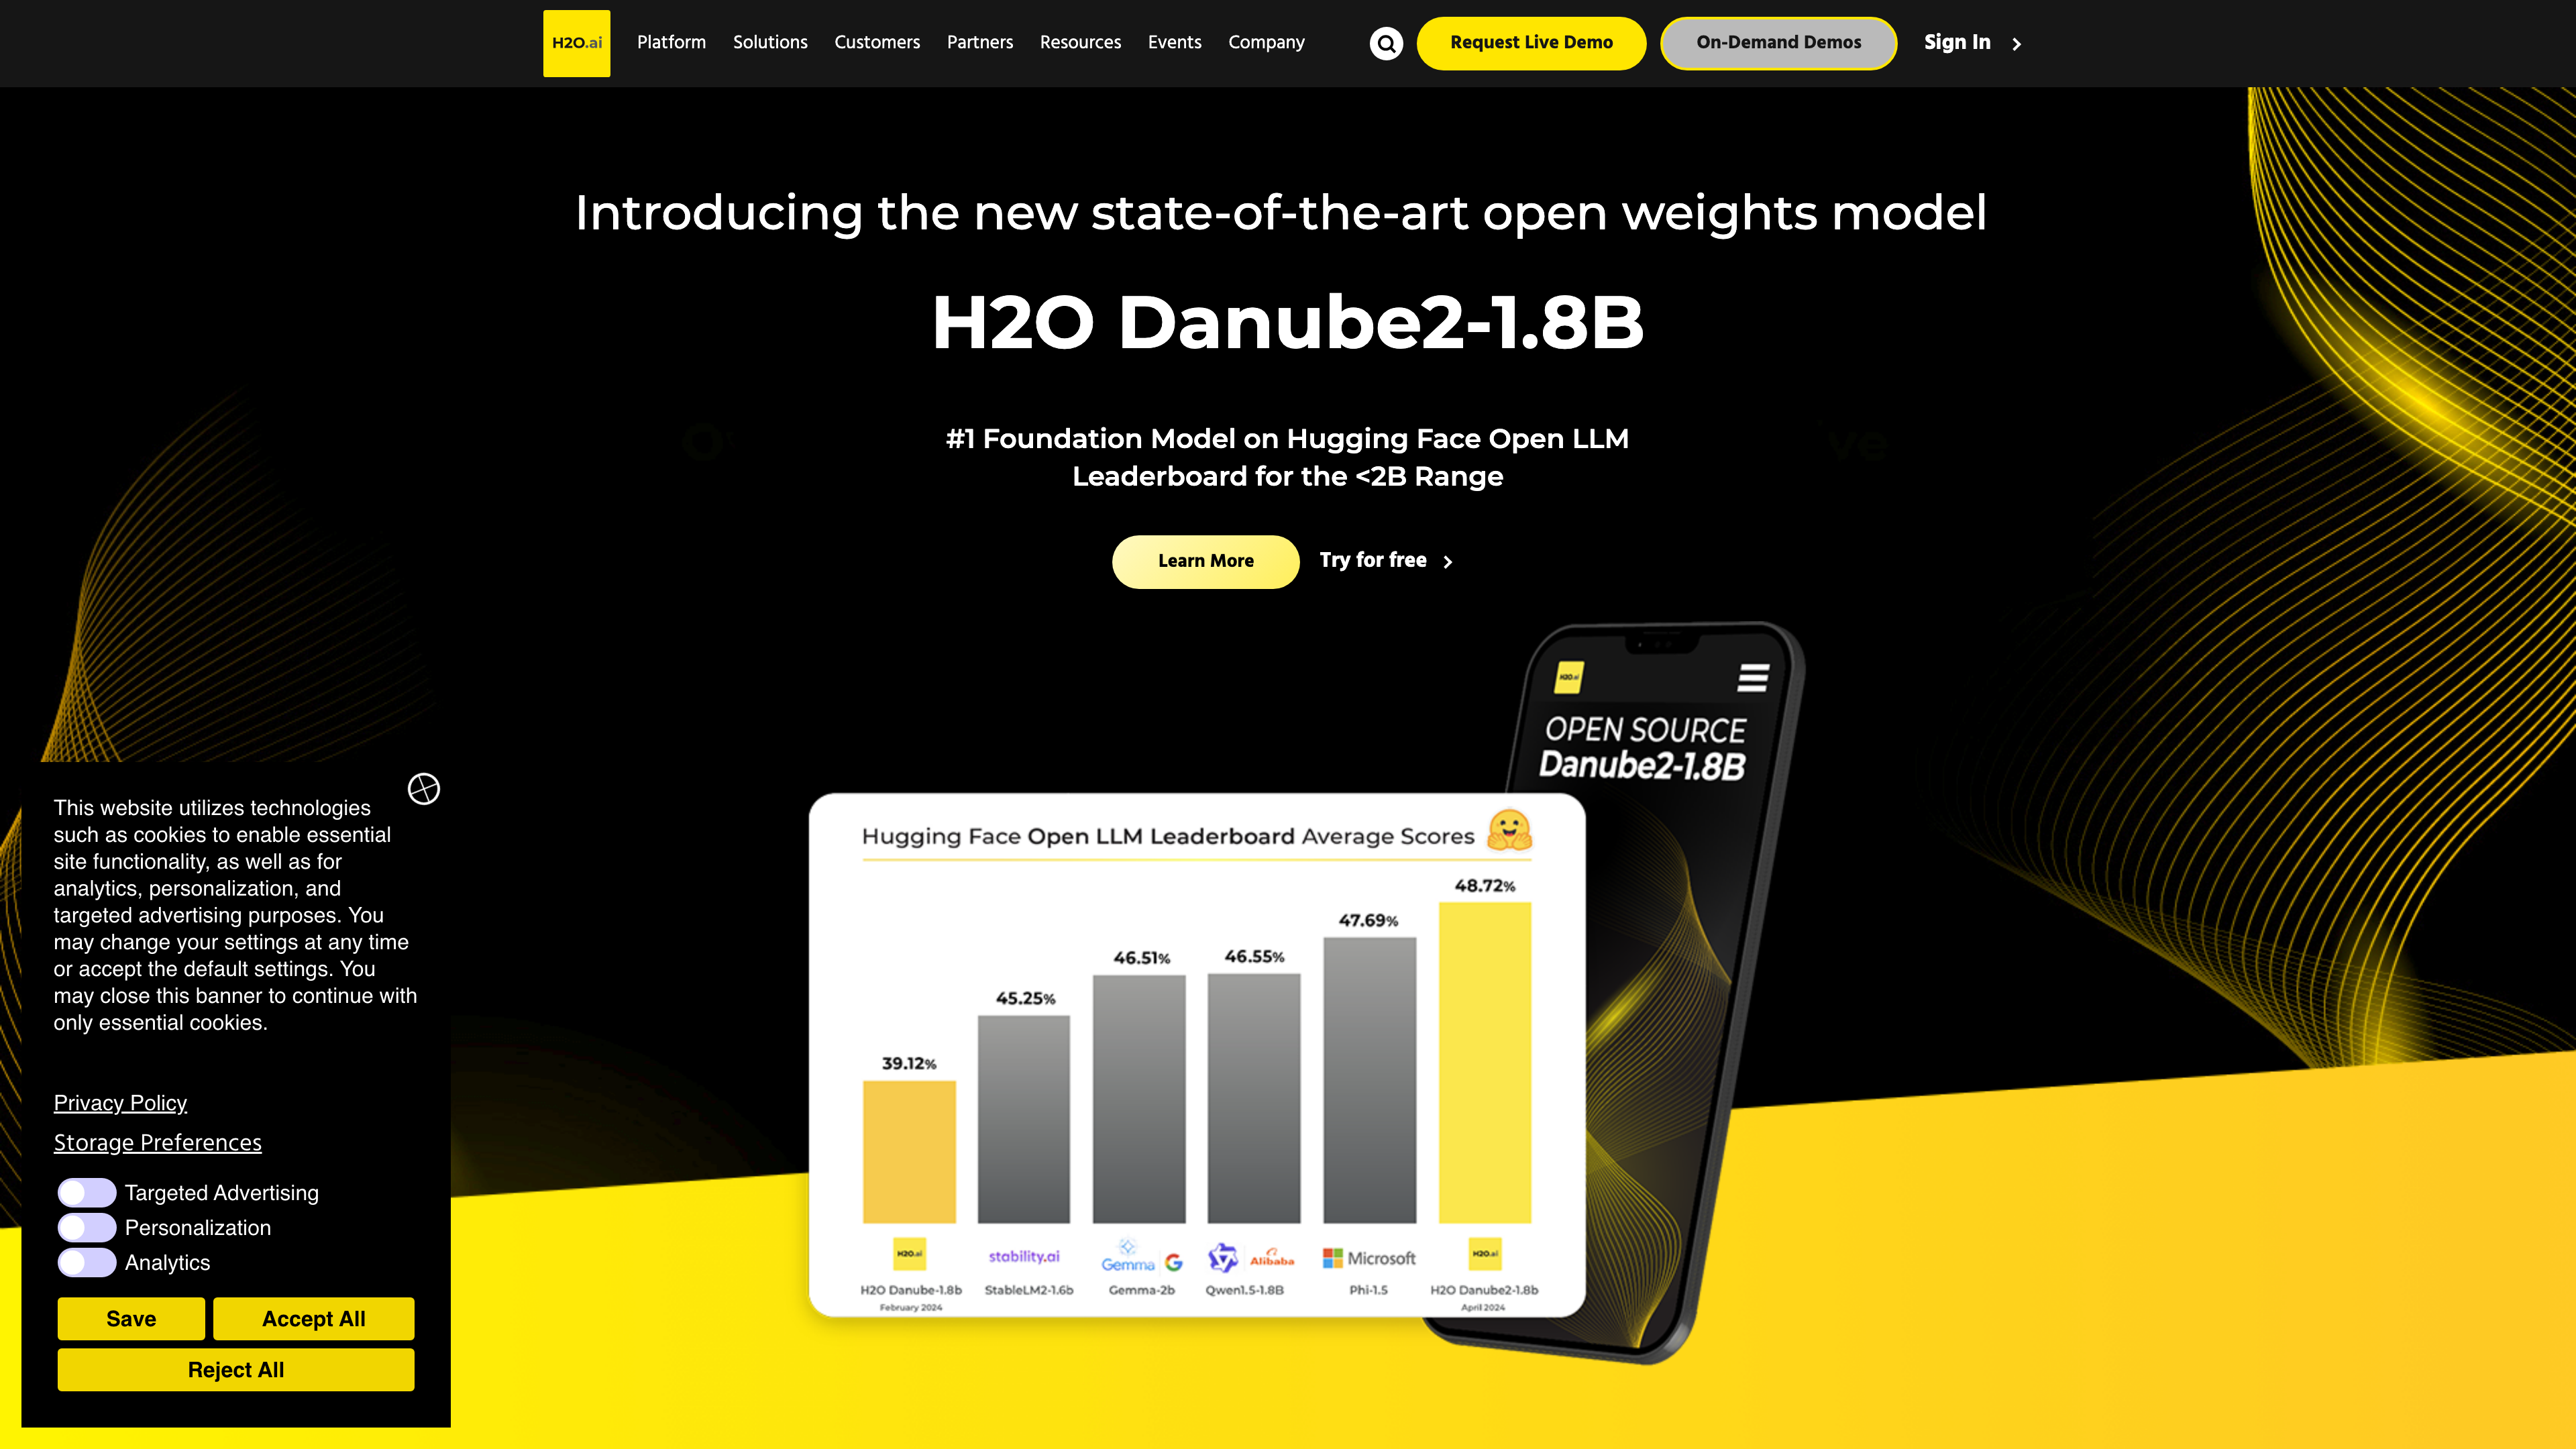 H2O.ai
Platform
Solutions
Customers
Partners
Resources
Events
Company
Request Live Demo
On-Demand Demos
Sign In
Introducing the new state-of-the-art open weights model
H2O Danube2-1.8B
#1 Foundation Model on Hugging Face Open LLM
Leaderboard for the <2B Range
Learn More
Try for free
H2O.ai
OPEN SOURCE
Danube2-1.8B
Hugging Face Open LLM Leaderboard Average Scores
39.12%
45.25%
46.51%
46.55%
47.69%
48.72%
H2O.ai
stability.ai
Gemma
G
Alibaba
Microsoft
H2O.ai
H2O Danube-1.8b
February 2024
StableLM2-1.6b
Gemma-2b
Qwen1.5-1.8B
Phi-1.5
H2O Danube2-1.8b
April 2024
This website utilizes technologies
such as cookies to enable essential
site functionality, as well as for
analytics, personalization, and
targeted advertising purposes. You
may change your settings at any time
or accept the default settings. You
may close this banner to continue with
only essential cookies.
Privacy Policy
Storage Preferences
Targeted Advertising
Personalization
Analytics
Save
Accept All
Reject All